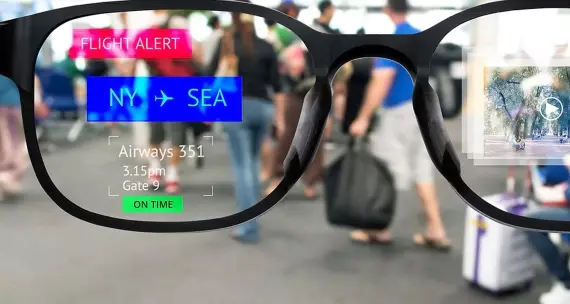 FLIGHT ALERT
NY ✈ SEA
Airways 351
3.15pm
Gate 9
ON TIME